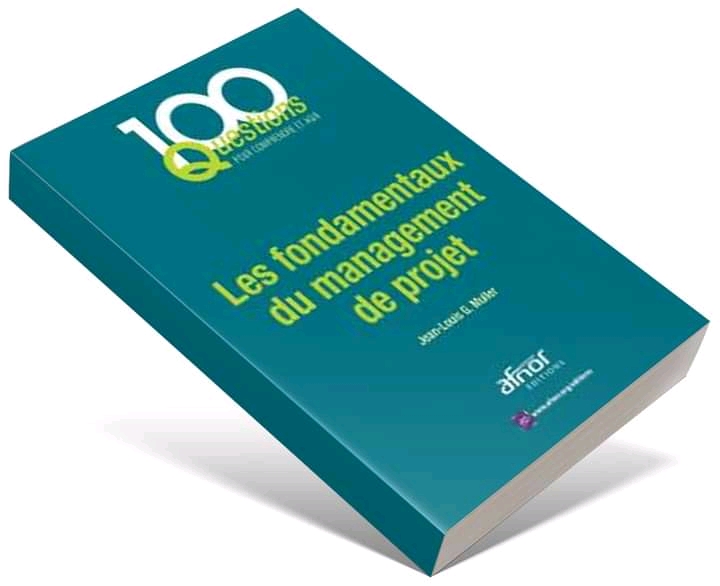 100
Questions
POUR COMPRENDRE ET AGIR
Les fondamentaux
du management
de projet
Jean-Louis G. Muller
afnor
ÉDITIONS
www.afnor.org/editions